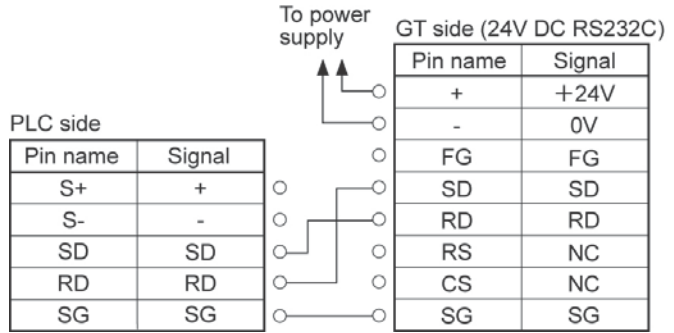 To power
supply
GT side (24V DC RS232C)
Pin name Signal
+ +24V
- 0V
FG FG
SD SD
RD RD
RS NC
CS NC
SG SG
PLC side
Pin name Signal
S+ +
S- -
SD SD
RD RD
SG SG